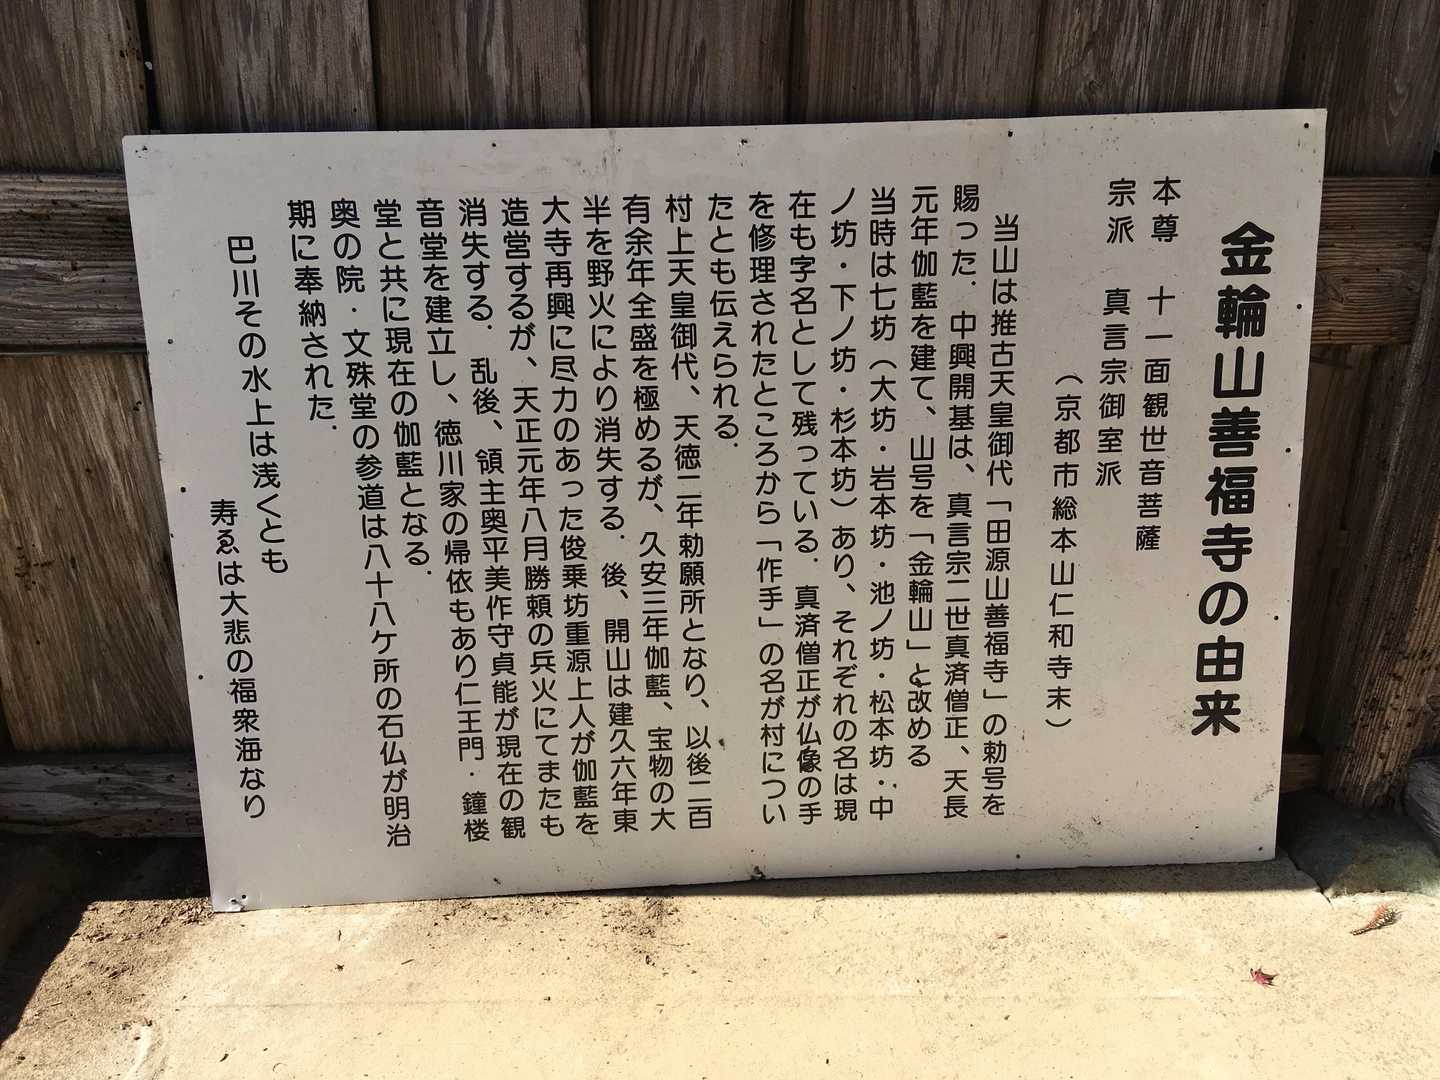 金輪山善福寺の由来
本尊　十一面観世音菩薩
宗派　真言宗御室派
（京都市総本山仁和寺末）
当山は推古天皇御代「田源山善福寺」の勅号を
賜った．中興開基は、真言宗二世真済僧正、天長
元年伽藍を建て、山号を「金輪山」と改める
当時は七坊（大坊・岩本坊・池ノ坊・松本坊・中
ノ坊・下ノ坊・杉本坊）あり、それぞれの名は現
在も字名として残っている．真済僧正が仏像の手
を修理されたところから「作手」の名が村につい
たとも伝えられる．
村上天皇御代、天徳二年勅願所となり、以後二百
有余年全盛を極めるが、久安三年伽藍、宝物の大
半を野火により消失する．後、開山は建久六年東
大寺再興に尽力のあった俊乗坊重源上人が伽藍を
造営するが、天正元年八月勝頼の兵火にてまたも
消失する．乱後、領主奥平美作守貞能が現在の観
音堂を建立し、徳川家の帰依もあり仁王門・鐘楼
堂と共に現在の伽藍となる．
奥の院・文殊堂の参道は八十八ケ所の石仏が明治
期に奉納された．
巴川その水上は浅くとも
寿ゑは大悲の福衆海なり